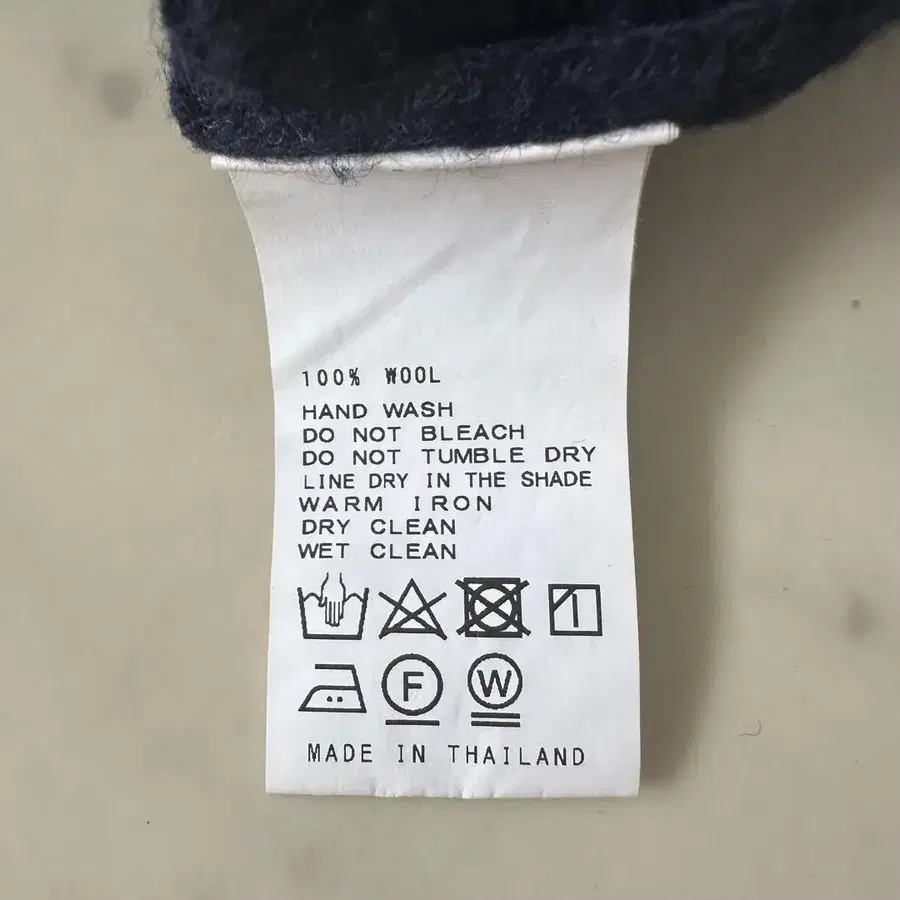 100% WOOL
HAND WASH
DO NOT BLEACH
DO NOT TUMBLE DRY
LINE DRY IN THE SHADE
WARM IRON
DRY CLEAN
WET CLEAN
F W
MADE IN THAILAND